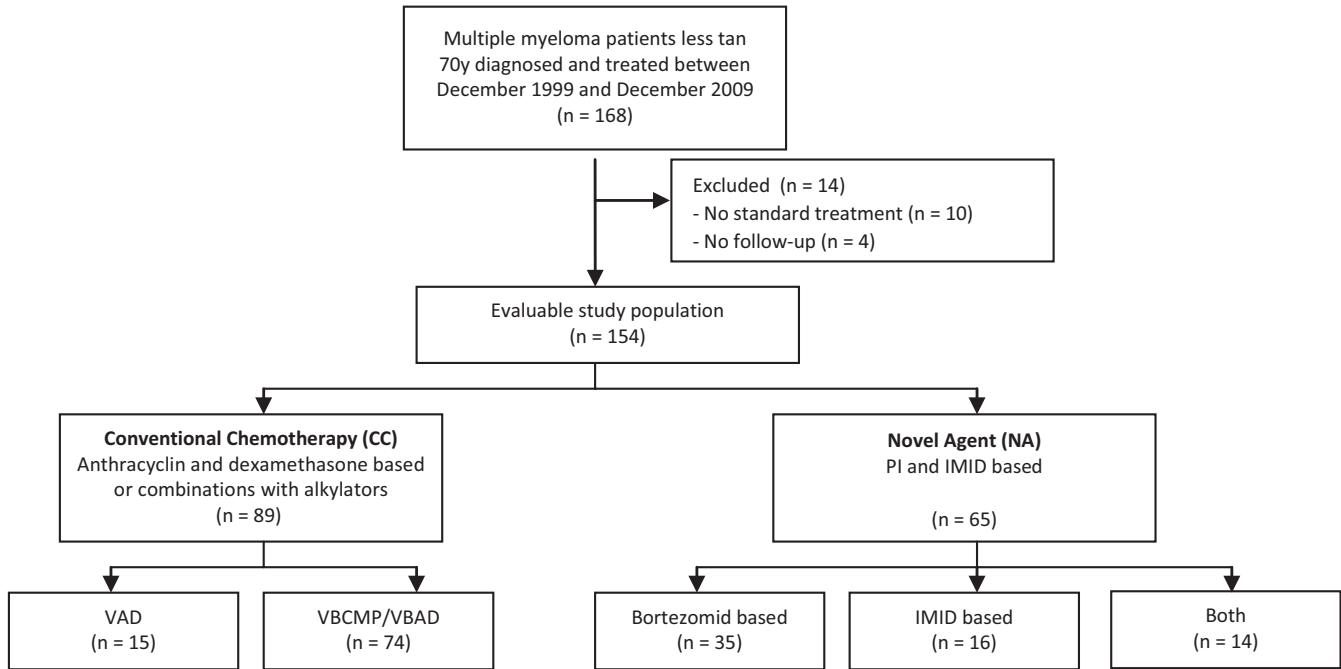 Multiple myeloma patients less tan
70y diagnosed and treated between
December 1999 and December 2009
(n = 168)
Excluded (n = 14)
- No standard treatment (n = 10)
- No follow-up (n = 4)
Evaluable study population
(n = 154)
Conventional Chemotherapy (CC)
Anthracyclin and dexamethasone based
or combinations with alkylators
(n = 89)
Novel Agent (NA)
PI and IMID based
(n = 65)
VAD
(n = 15)
VBCMP/VBAD
(n = 74)
Bortezomid based
(n = 35)
IMID based
(n = 16)
Both
(n = 14)